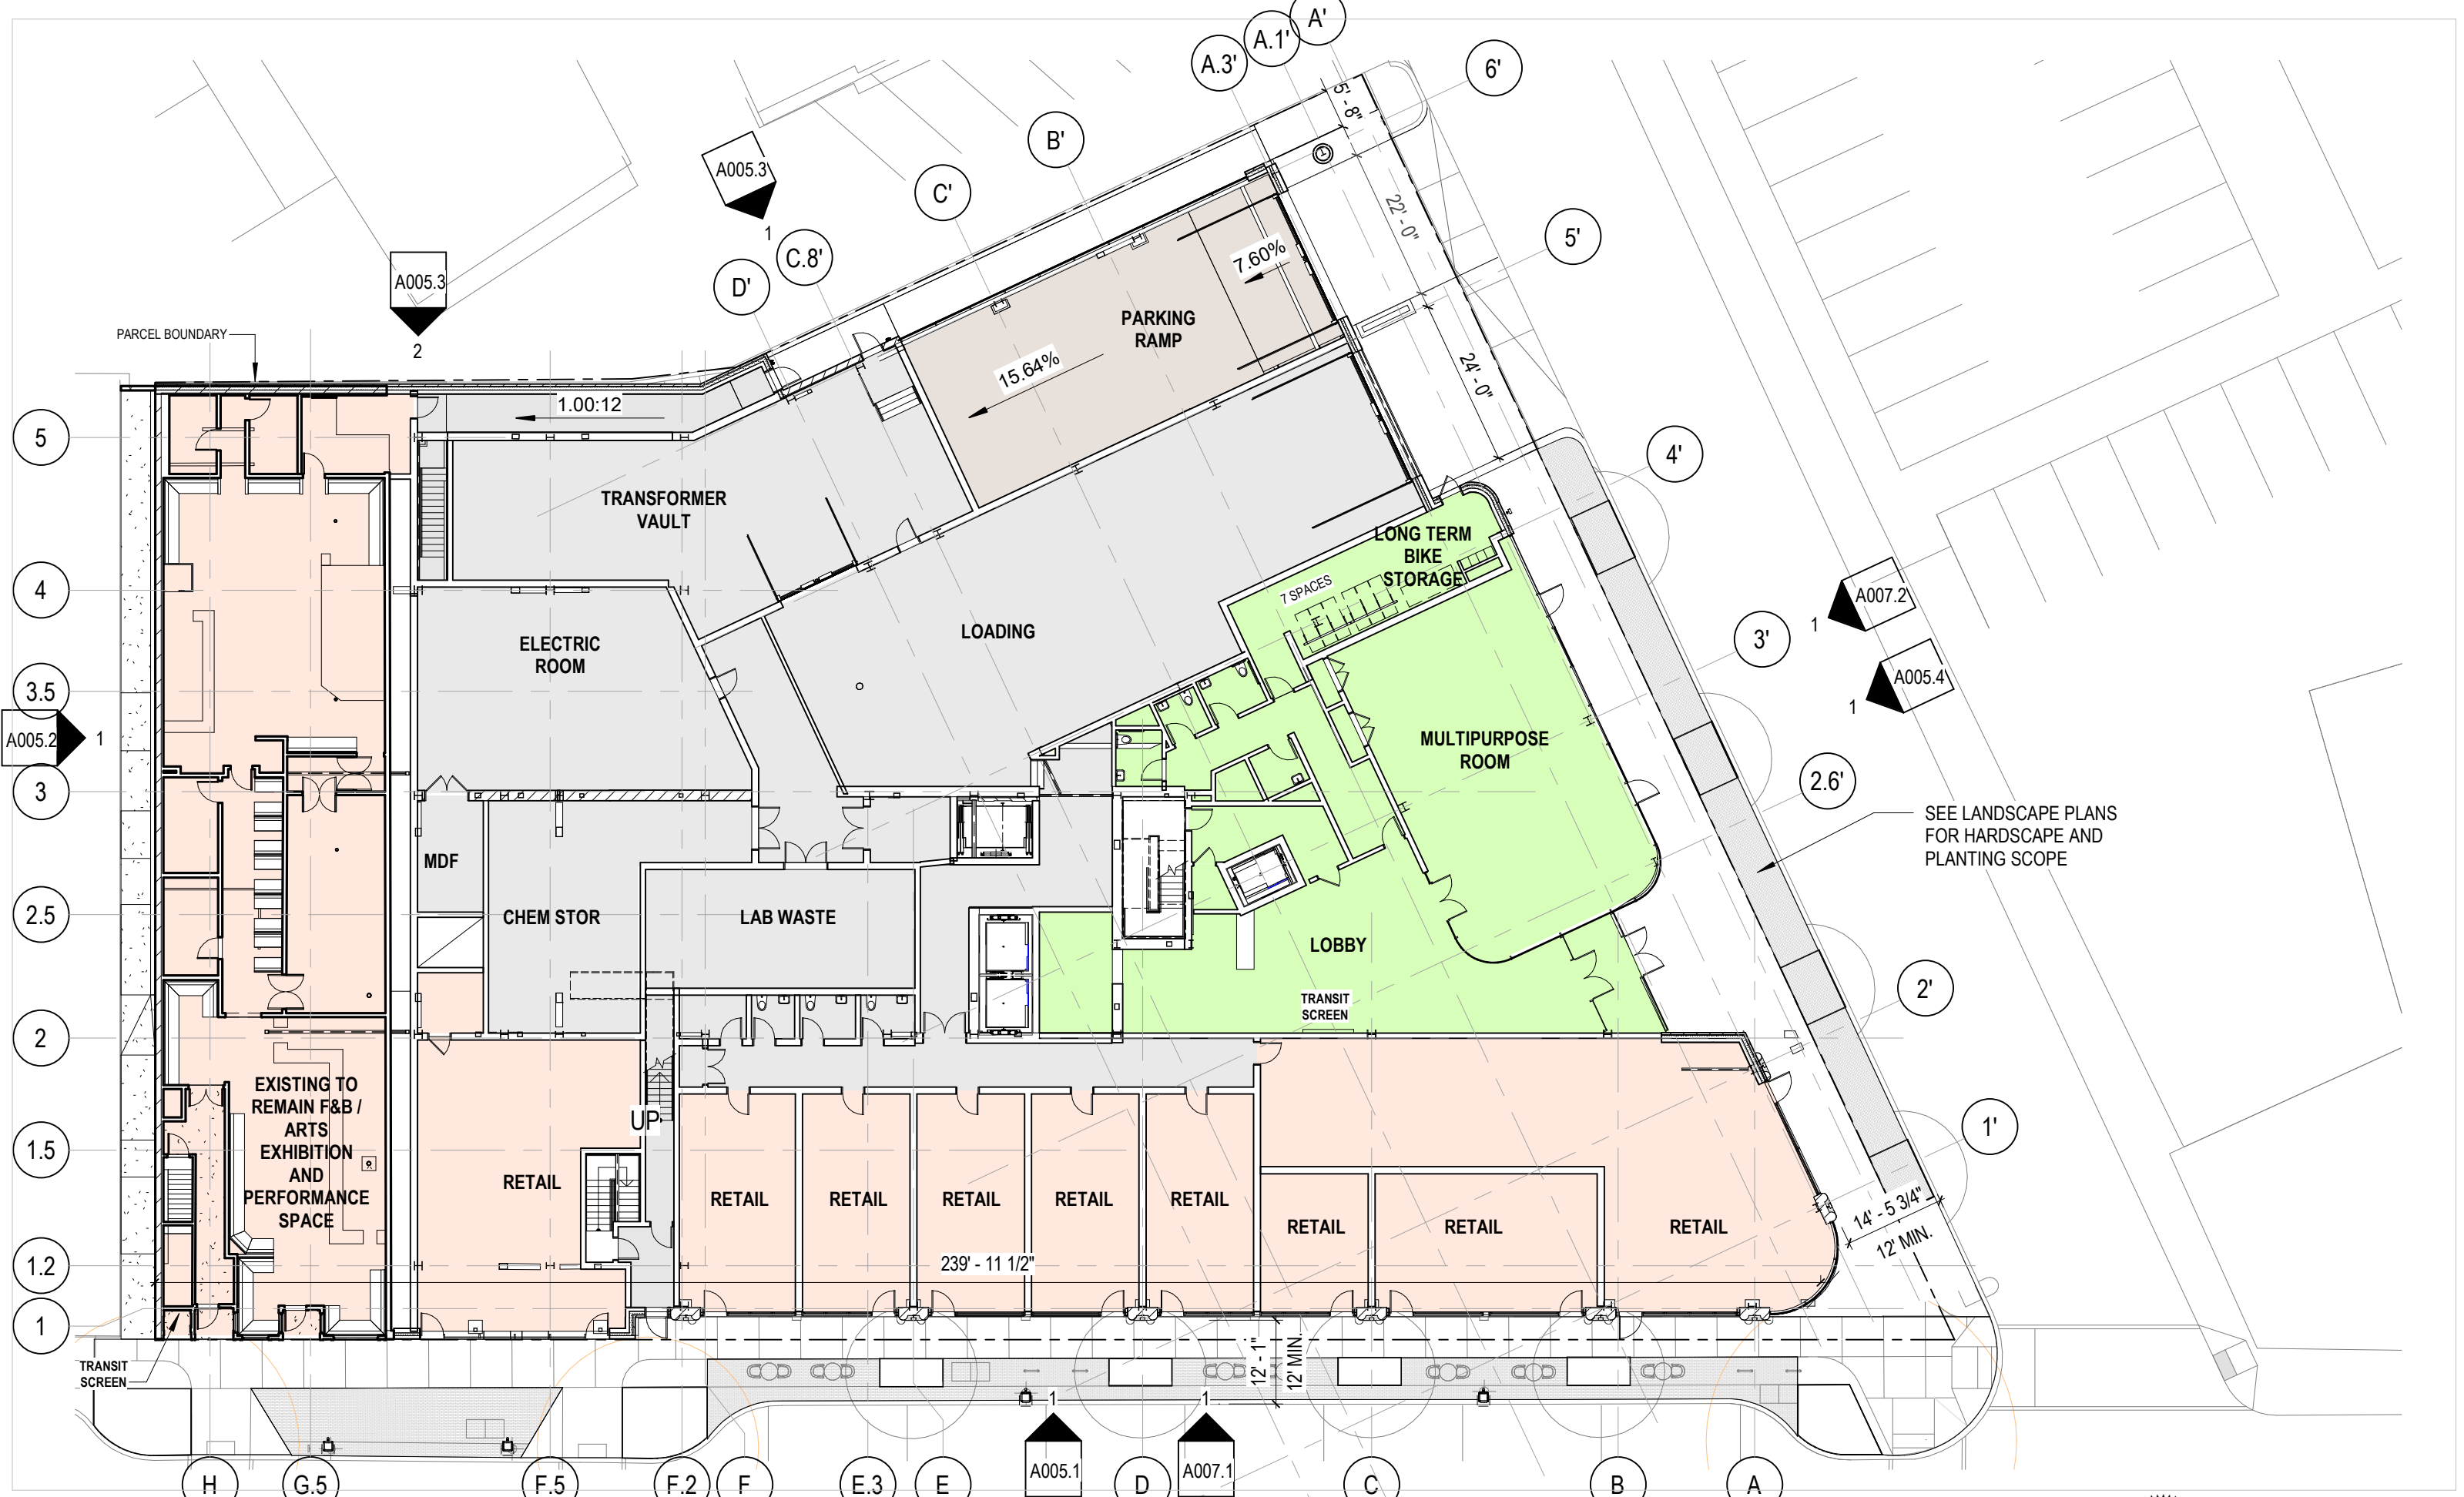 A'
A.1'
A.3'
6'
5' - 8"
B'
A005.3
1
C'
22' - 0"
5'
7.60%
C.8'
D'
A005.3
2
PARCEL BOUNDARY
PARKING
RAMP
15.64%
24' - 0"
1.00:12
5
4'
TRANSFORMER
VAULT
LONG TERM
BIKE
STORAGE
7 SPACES
4
A007.2
1
ELECTRIC
ROOM
LOADING
3'
3.5
A005.4
1
A005.2
1
MULTIPURPOSE
ROOM
3
2.6'
SEE LANDSCAPE PLANS
FOR HARDSCAPE AND
PLANTING SCOPE
MDF
2.5
CHEM STOR
LAB WASTE
LOBBY
2'
TRANSIT
SCREEN
2
EXISTING TO
REMAIN F&B /
ARTS
EXHIBITION
AND
PERFORMANCE
SPACE
UP
1'
1.5
RETAIL
RETAIL
RETAIL
RETAIL
RETAIL
RETAIL
RETAIL
RETAIL
RETAIL
14' - 5 3/4"
12' MIN.
1.2
239' - 11 1/2"
1
12' - 1"
12' MIN.
TRANSIT
SCREEN
1
1
A005.1
A007.1
H
G.5
F.5
F.2
F
E.3
E
D
C
B
A